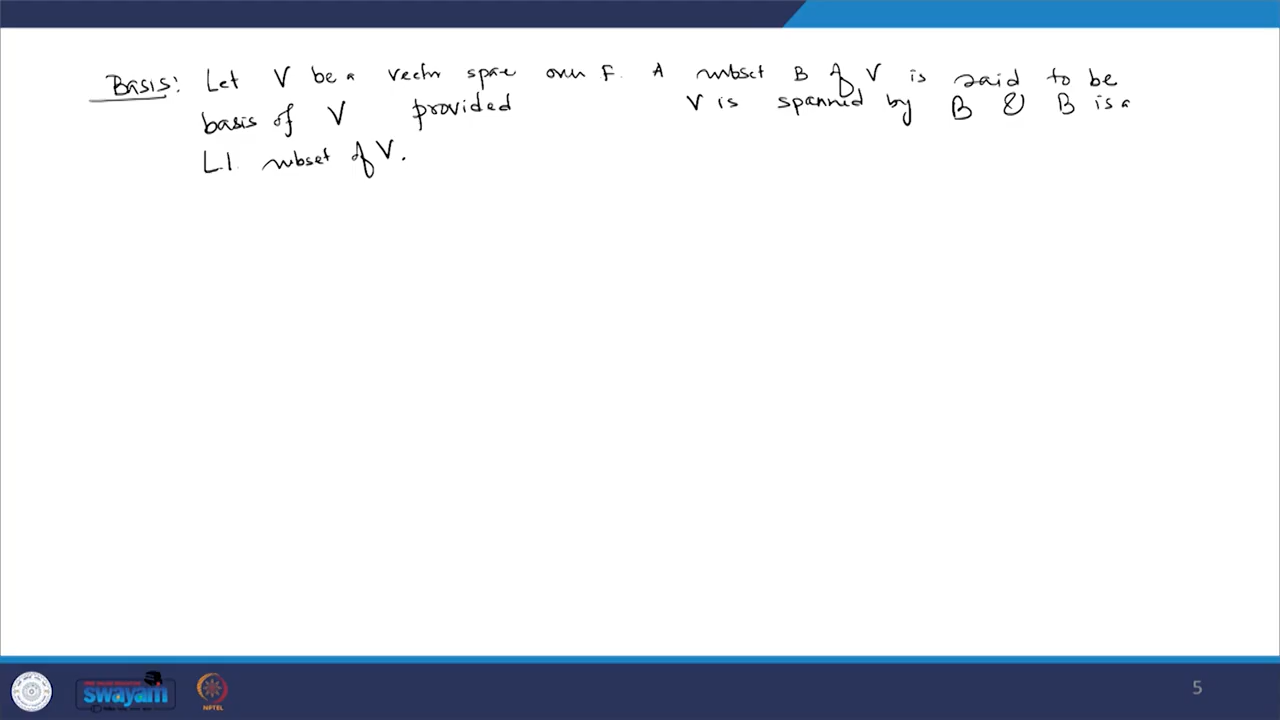 Basis: Let V be a vector space over F. A subset B of V is said to be
basis of V provided V is spanned by B & B is a
L.I. subset of V.
swayam
NPTEL
5